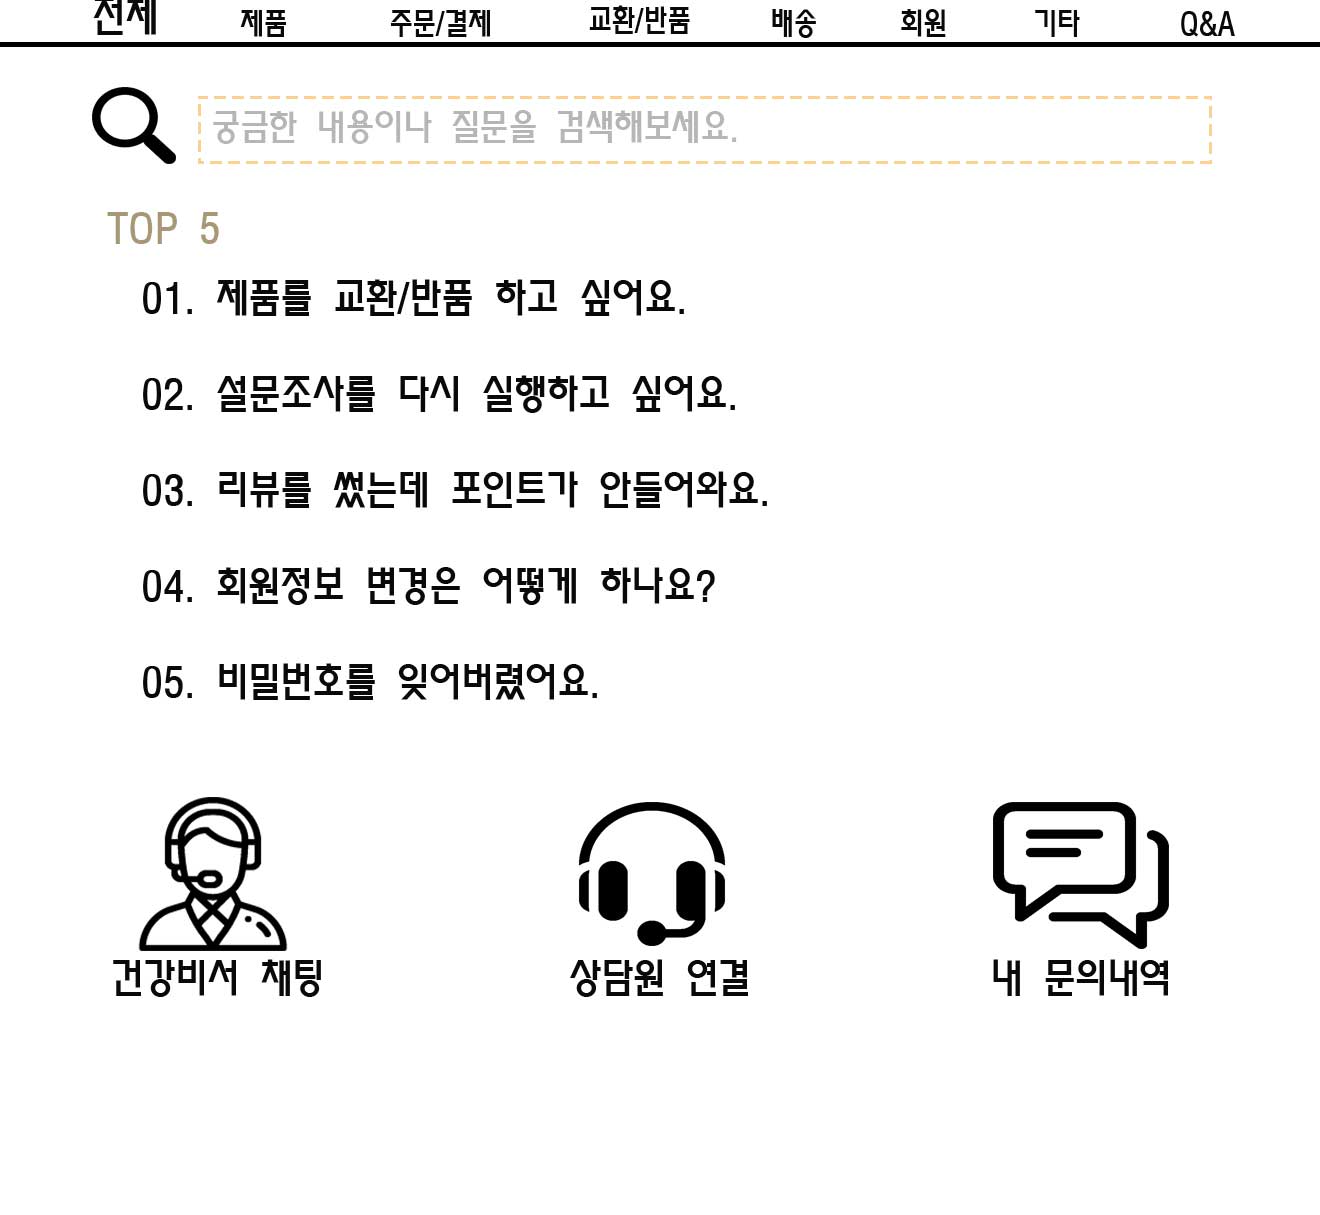 전체 제품 주문/결제 교환/반품 배송 회원 기타 Q&A
궁금한 내용이나 질문을 검색해보세요.
TOP 5
01. 제품를 교환/반품 하고 싶어요.
02. 설문조사를 다시 실행하고 싶어요.
03. 리뷰를 썼는데 포인트가 안들어와요.
04. 회원정보 변경은 어떻게 하나요?
05. 비밀번호를 잊어버렸어요.
건강비서 채팅 상담원 연결 내 문의내역